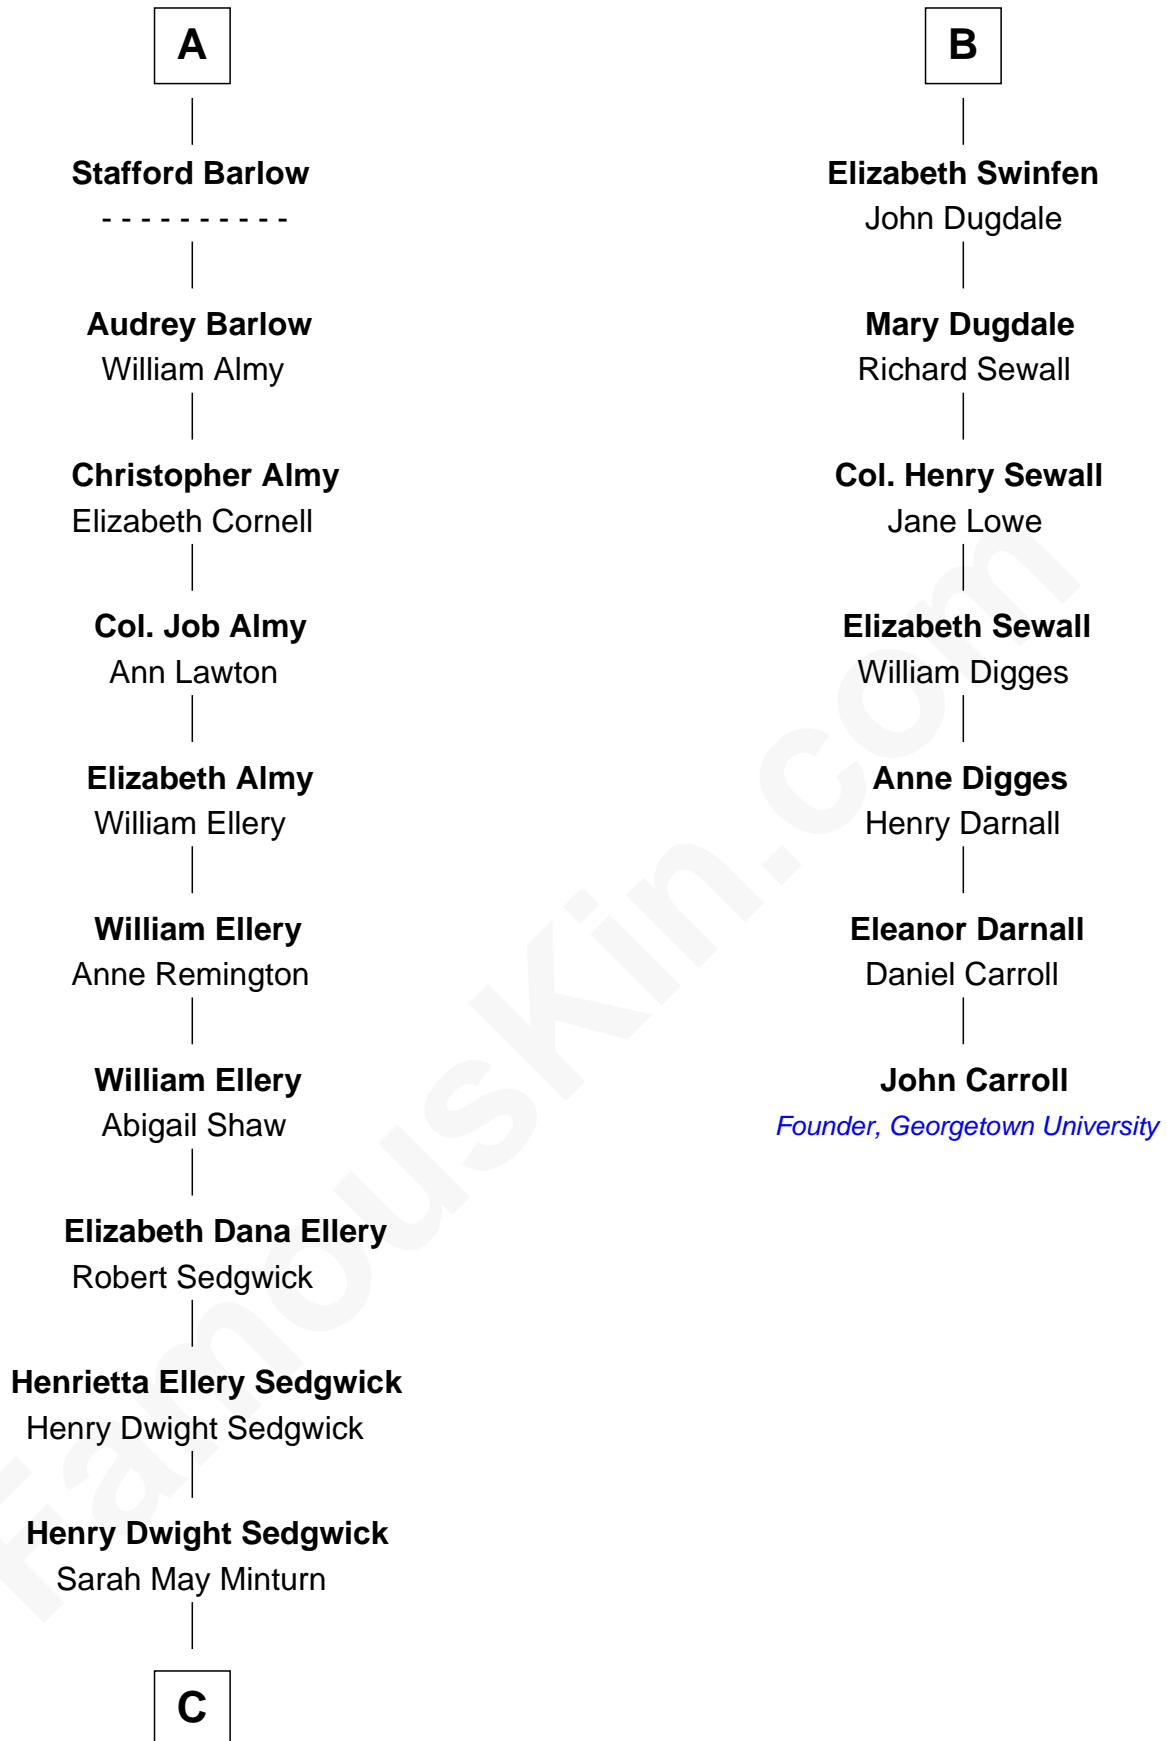 A
Stafford Barlow
- - - - - - - - - -
Audrey Barlow
William Almy
Christopher Almy
Elizabeth Cornell
Col. Job Almy
Ann Lawton
Elizabeth Almy
William Ellery
William Ellery
Anne Remington
William Ellery
Abigail Shaw
Elizabeth Dana Ellery
Robert Sedgwick
Henrietta Ellery Sedgwick
Henry Dwight Sedgwick
Henry Dwight Sedgwick
Sarah May Minturn
C
B
Elizabeth Swinfen
John Dugdale
Mary Dugdale
Richard Sewall
Col. Henry Sewall
Jane Lowe
Elizabeth Sewall
William Digges
Anne Digges
Henry Darnall
Eleanor Darnall
Daniel Carroll
John Carroll
Founder, Georgetown University
FamousKin.com